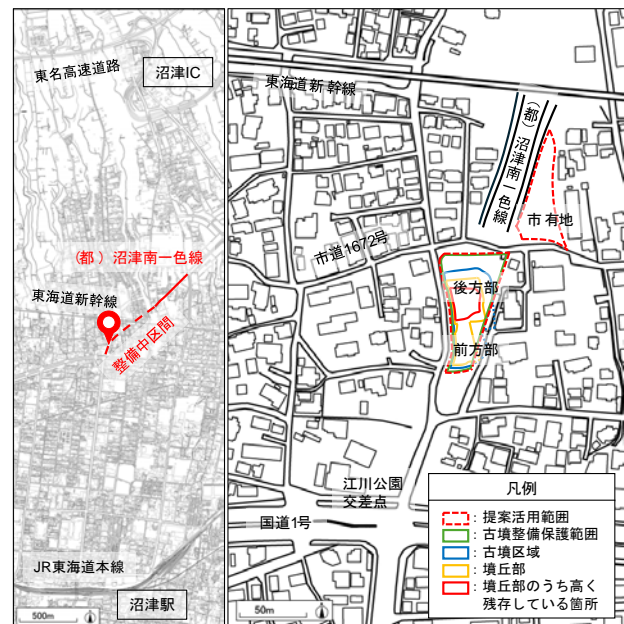 東名高速道路
沼津IC
(都)沼津南一色線
東海道新幹線
整備中区間
JR東海道本線
沼津駅
500m
東海道新幹線
(都)沼津南一色線
市有地
市道1672号
後方部
前方部
江川公園
交差点
国道1号
50m
凡例
:提案活用範囲
:古墳整備保護範囲
:古墳区域
:墳丘部
:墳丘部のうち高く
残存している箇所